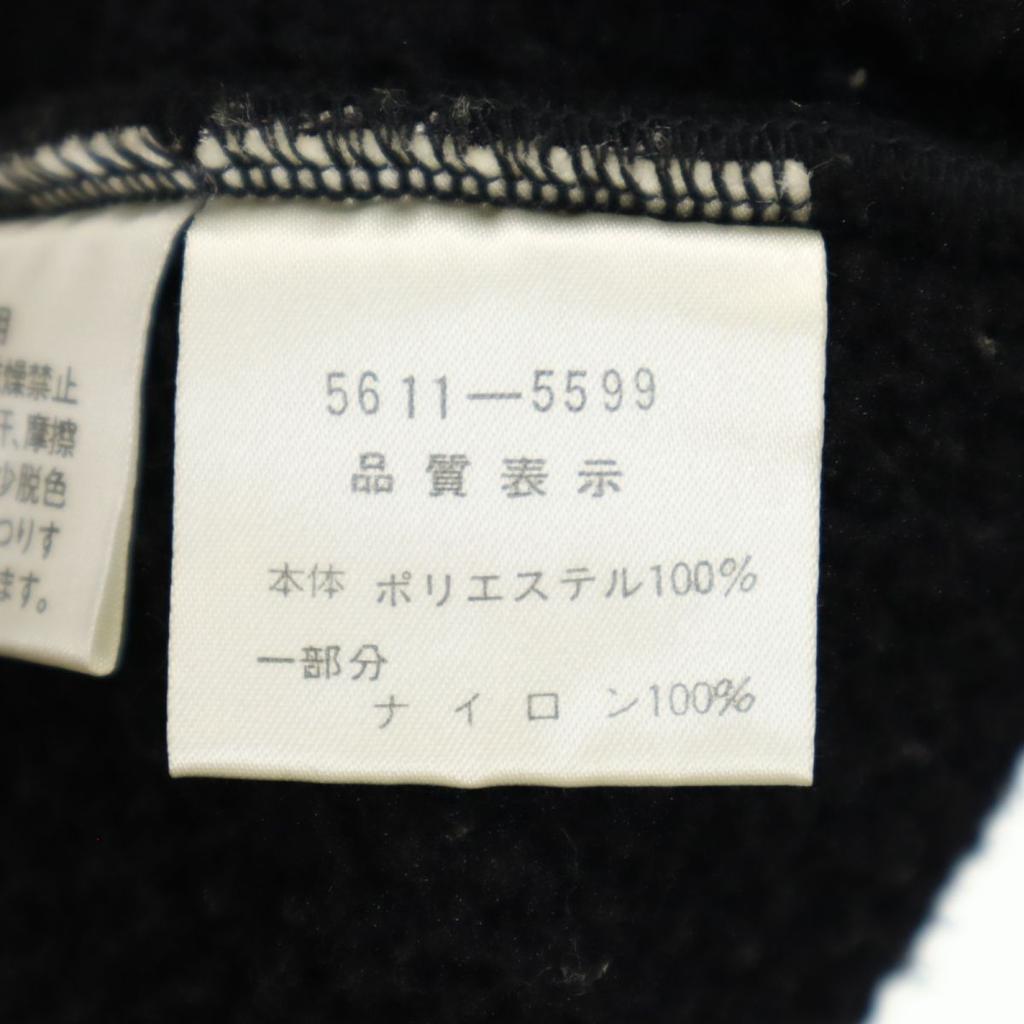 用
燥禁止
汗、摩擦
少脱色
つりす
ます。
5611—5599
品質表示
本体 ポリエステル100%
一部分
ナイロン100%